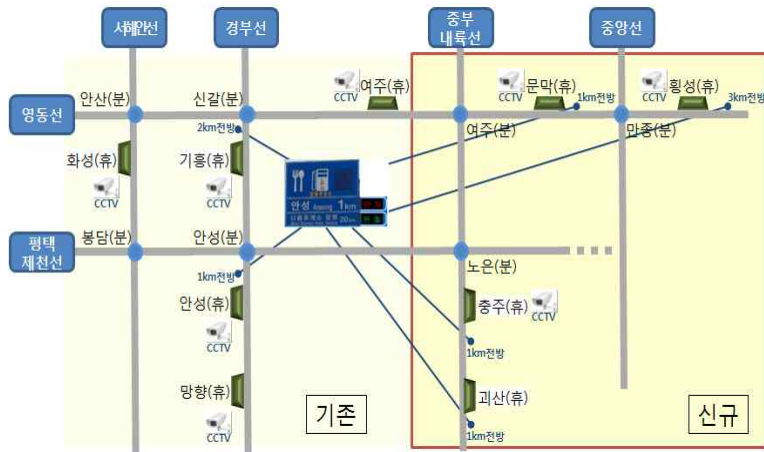 서해안선
경부선
중부
내륙선
중앙선
영동선
안산(분)
신갈(분)
CCTV
여주(휴)
CCTV
문막(휴)
1km전방
CCTV
횡성(휴)
3km전방
2km전방
여주(분)
만종(분)
화성(휴)
CCTV
기흥(휴)
CCTV
안성 Anseong 1km
20km
평택
제천선
봉담(분)
안성(분)
노은(분)
1km전방
안성(휴)
CCTV
충주(휴)
CCTV
1km전방
망향(휴)
CCTV
괴산(휴)
1km전방
기존
신규